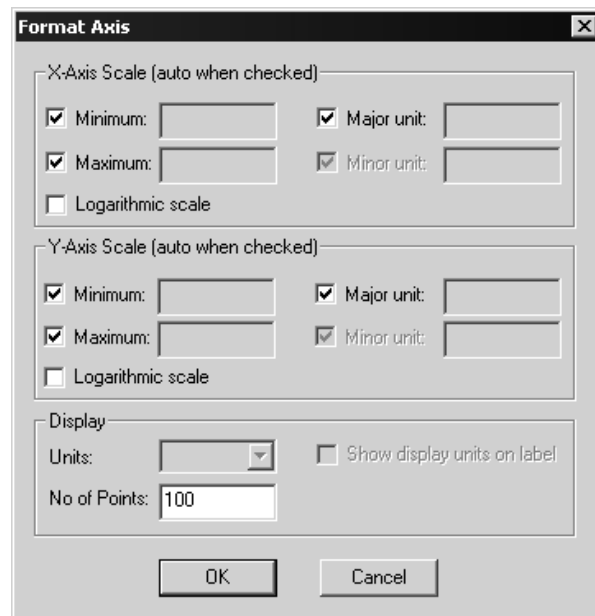 Format Axis
X-Axis Scale (auto when checked)
Minimum: Major unit:
Maximum: Minor unit:
Logarithmic scale
Y-Axis Scale (auto when checked)
Minimum: Major unit:
Maximum: Minor unit:
Logarithmic scale
Display
Units: Show display units on label
No of Points: 100
OK Cancel